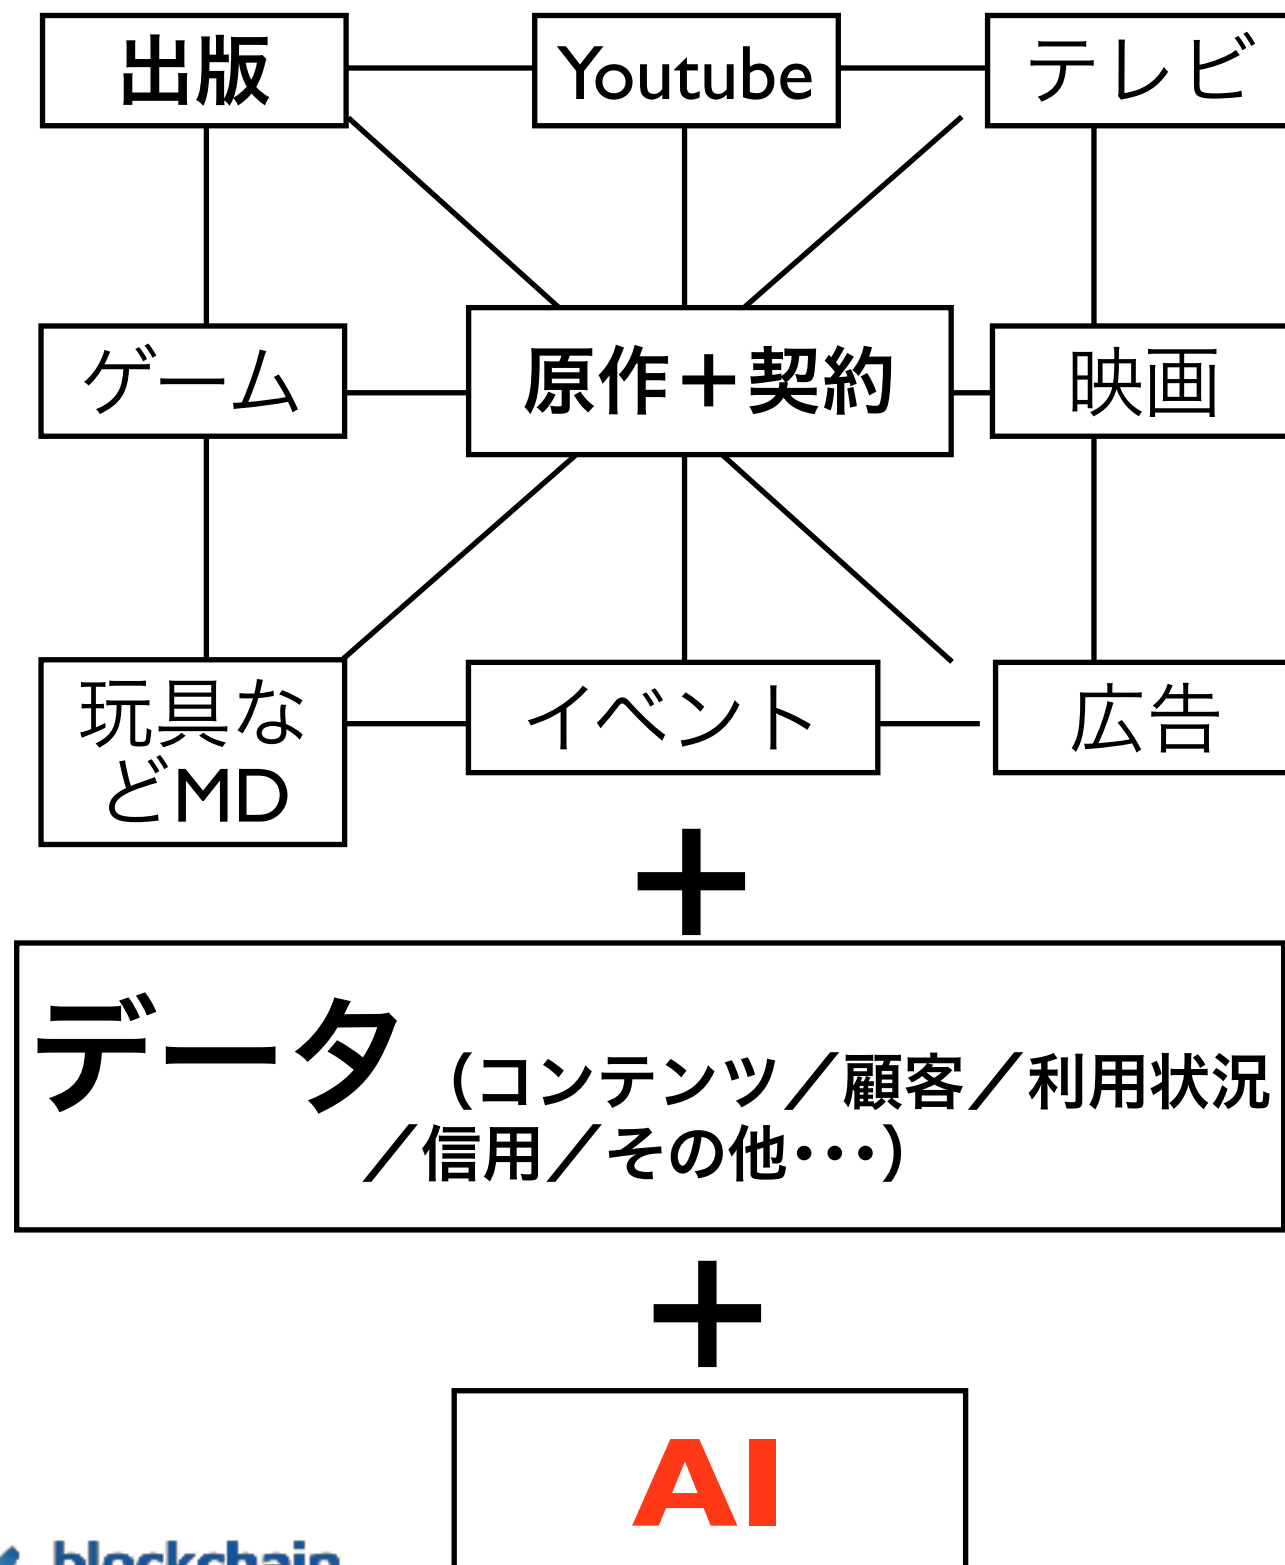 出版
Youtube
テレビ
ゲーム
原作＋契約
映画
玩具な
どMD
イベント
広告
＋
データ（コンテンツ／顧客／利用状況
／信用／その他・・・）
＋
AI
blockchain